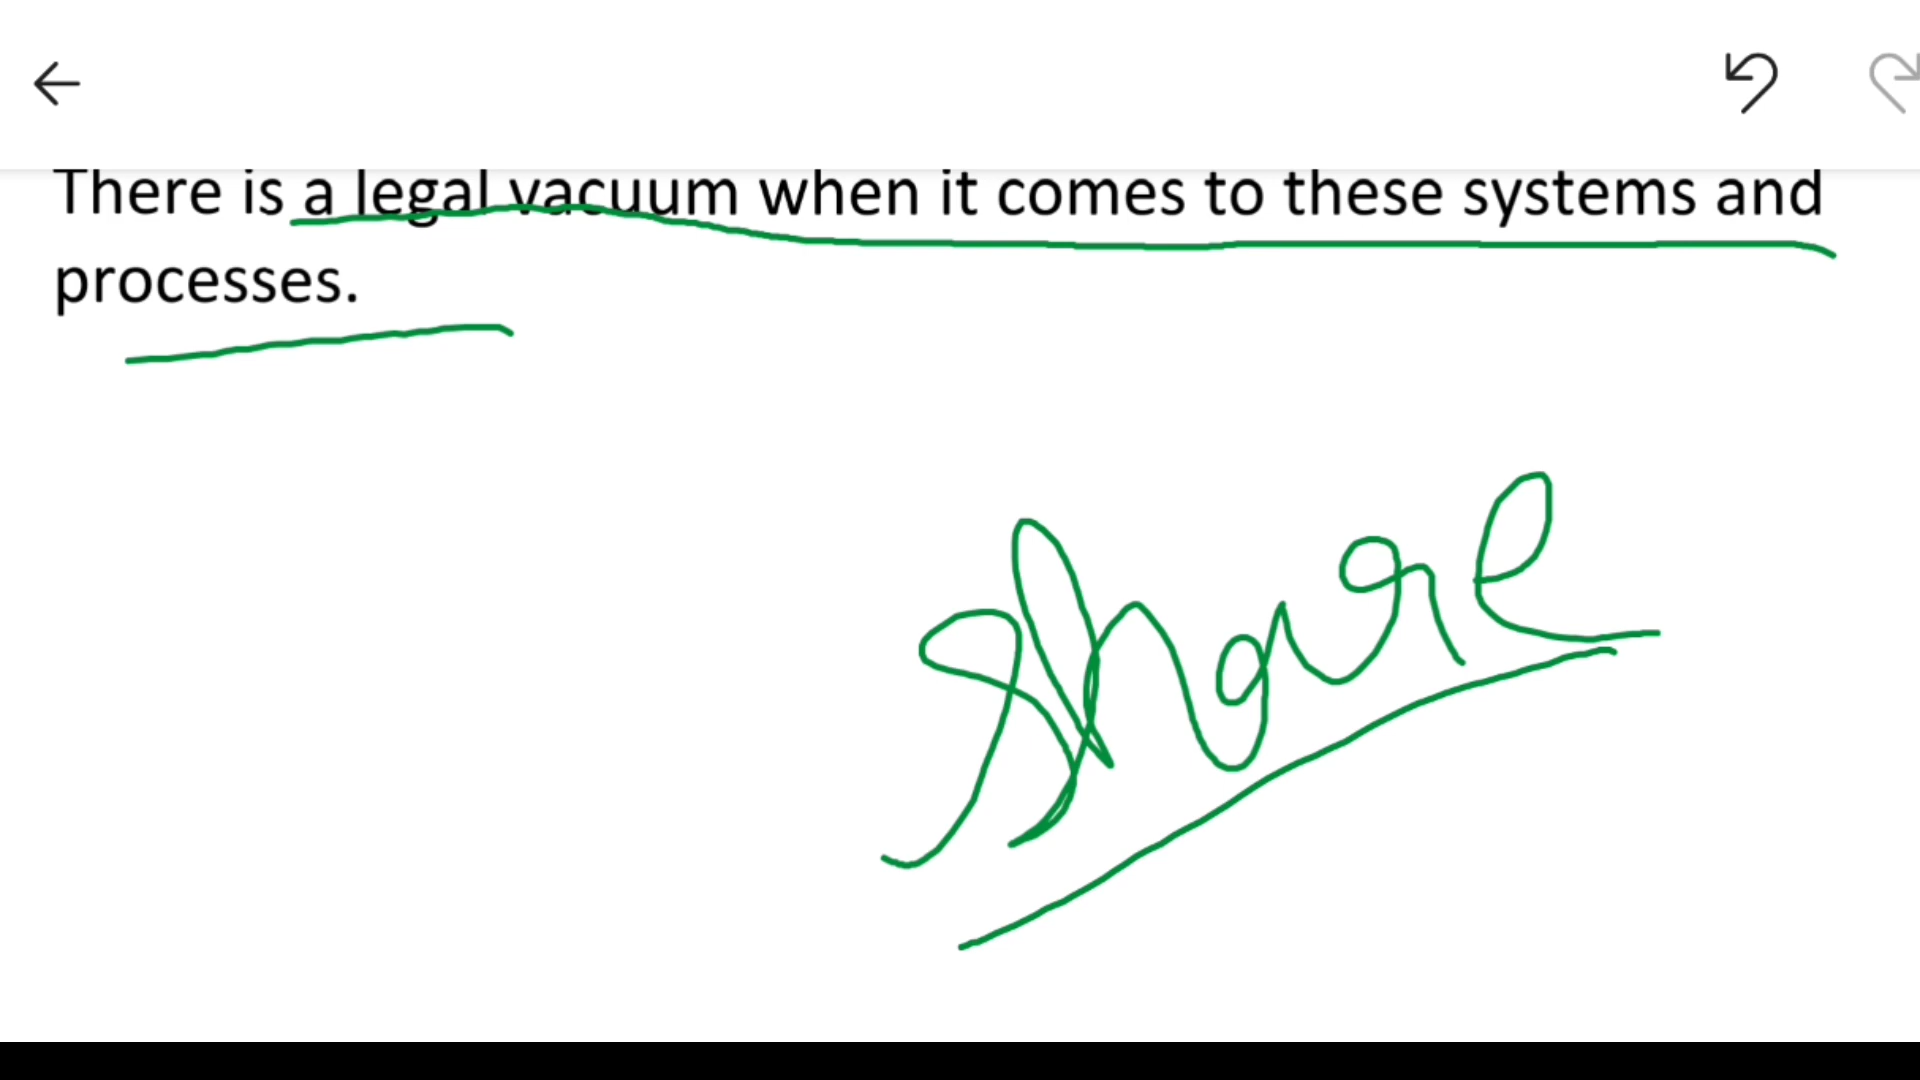 There is a legal vacuum when it comes to these systems and
processes.
share